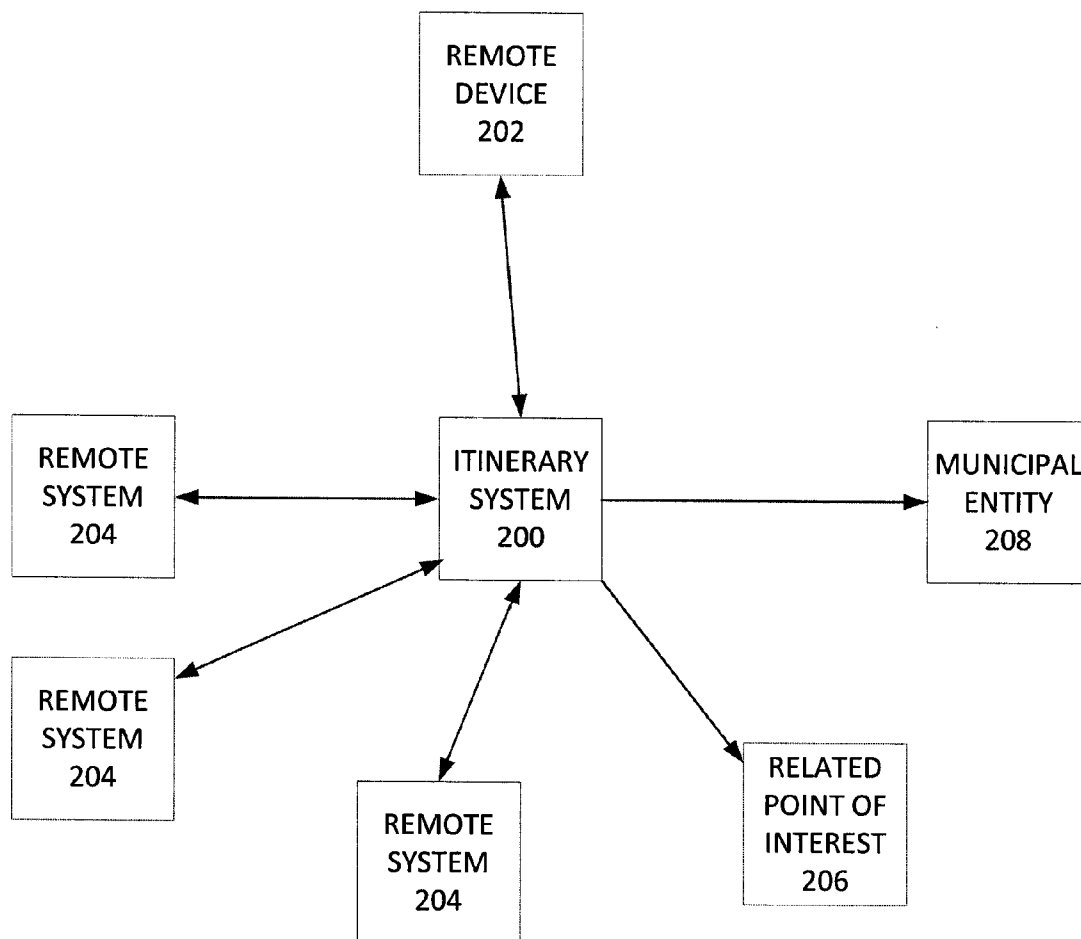 REMOTE
DEVICE
202
REMOTE
SYSTEM
204
ITINERARY
SYSTEM
200
MUNICIPAL
ENTITY
208
REMOTE
SYSTEM
204
REMOTE
SYSTEM
204
RELATED
POINT OF
INTEREST
206